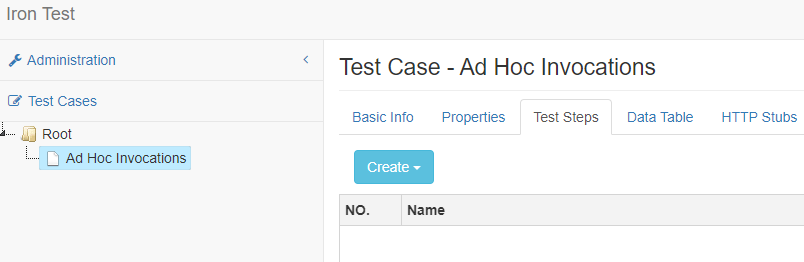 Iron Test
Administration
Test Cases
Root
Ad Hoc Invocations
Test Case - Ad Hoc Invocations
Basic Info Properties Test Steps Data Table HTTP Stubs
Create
NO. Name